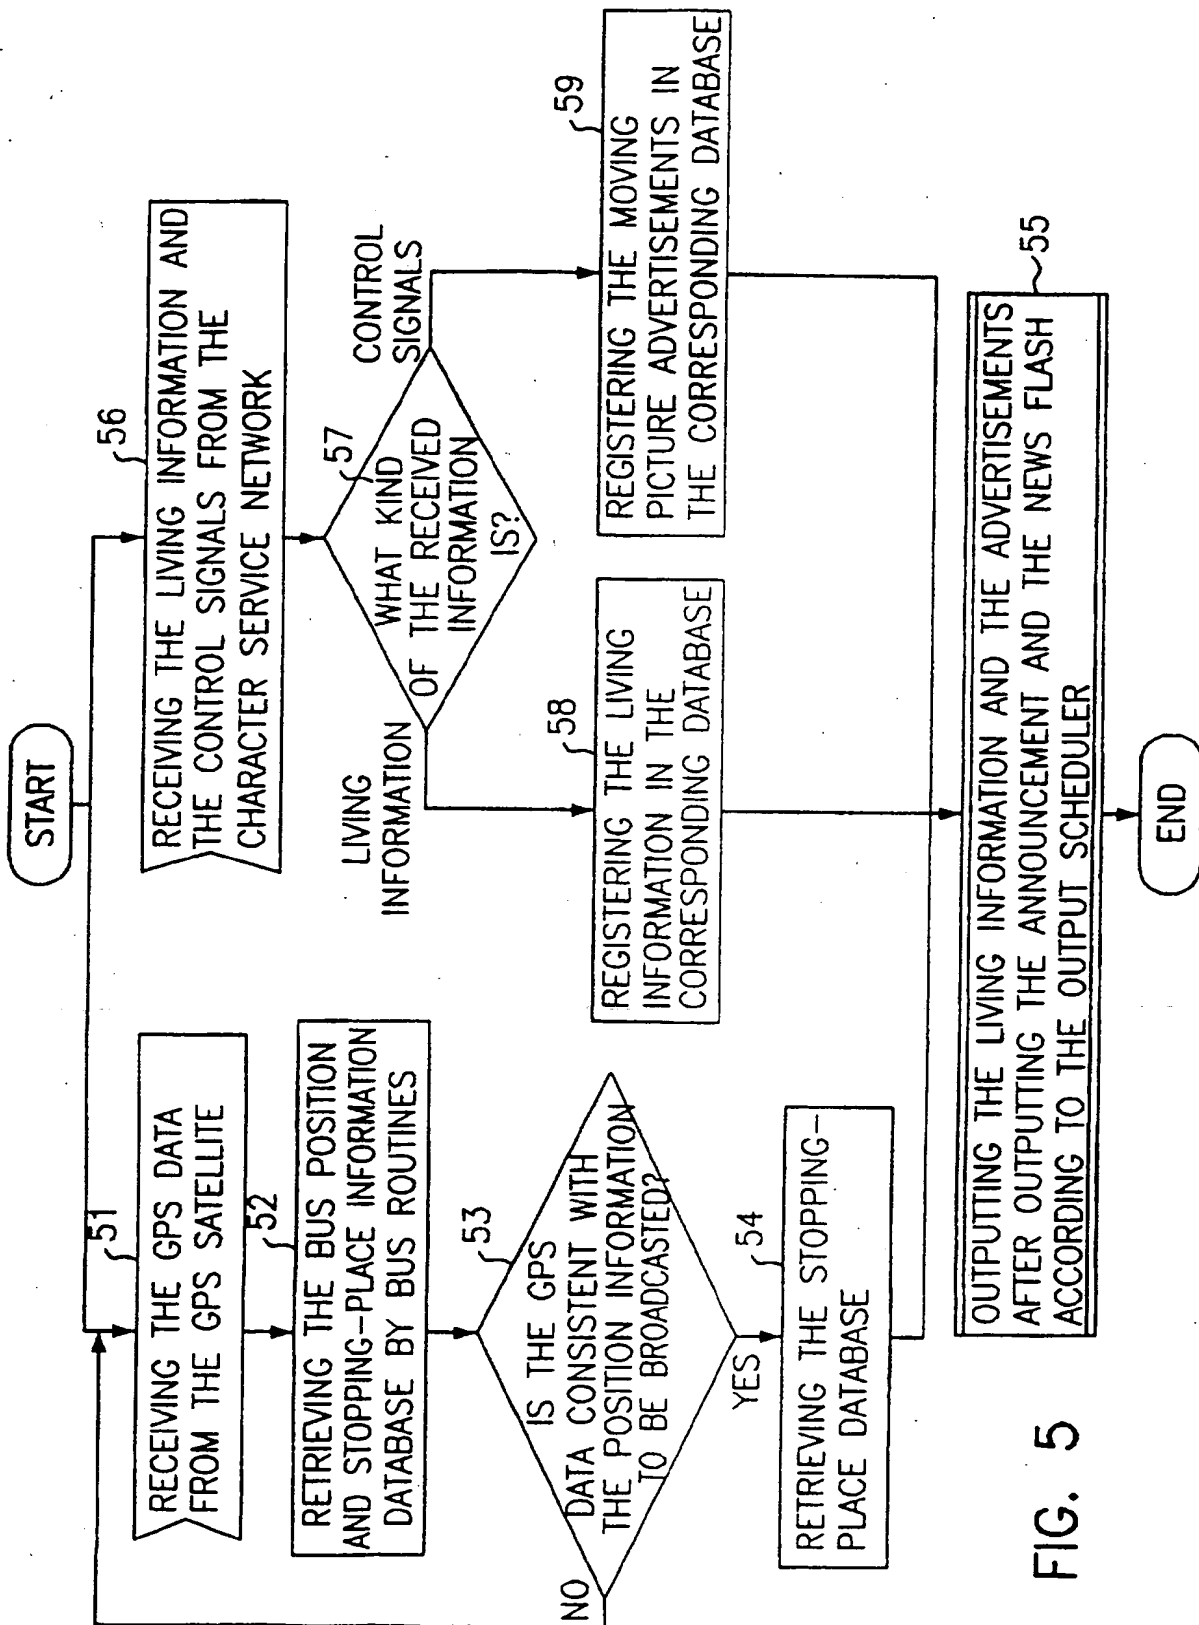 START
51
RECEIVING THE GPS DATA
FROM THE GPS SATELLITE
52
RETRIEVING THE BUS POSITION
AND STOPPING-PLACE INFORMATION
DATABASE BY BUS ROUTINES
53
IS THE GPS
DATA CONSISTENT WITH
THE POSITION INFORMATION
TO BE BROADCASTED?
NO
YES
54
RETRIEVING THE STOPPING-
PLACE DATABASE
56
RECEIVING THE LIVING INFORMATION AND
THE CONTROL SIGNALS FROM THE
CHARACTER SERVICE NETWORK
57
WHAT KIND
OF THE RECEIVED
INFORMATION
IS?
LIVING
INFORMATION
CONTROL
SIGNALS
58
REGISTERING THE LIVING
INFORMATION IN THE
CORRESPONDING DATABASE
59
REGISTERING THE MOVING
PICTURE ADVERTISEMENTS IN
THE CORRESPONDING DATABASE
55
OUTPUTTING THE LIVING INFORMATION AND THE ADVERTISEMENTS
AFTER OUTPUTTING THE ANNOUNCEMENT AND THE NEWS FLASH
ACCORDING TO THE OUTPUT SCHEDULER
END
FIG. 5